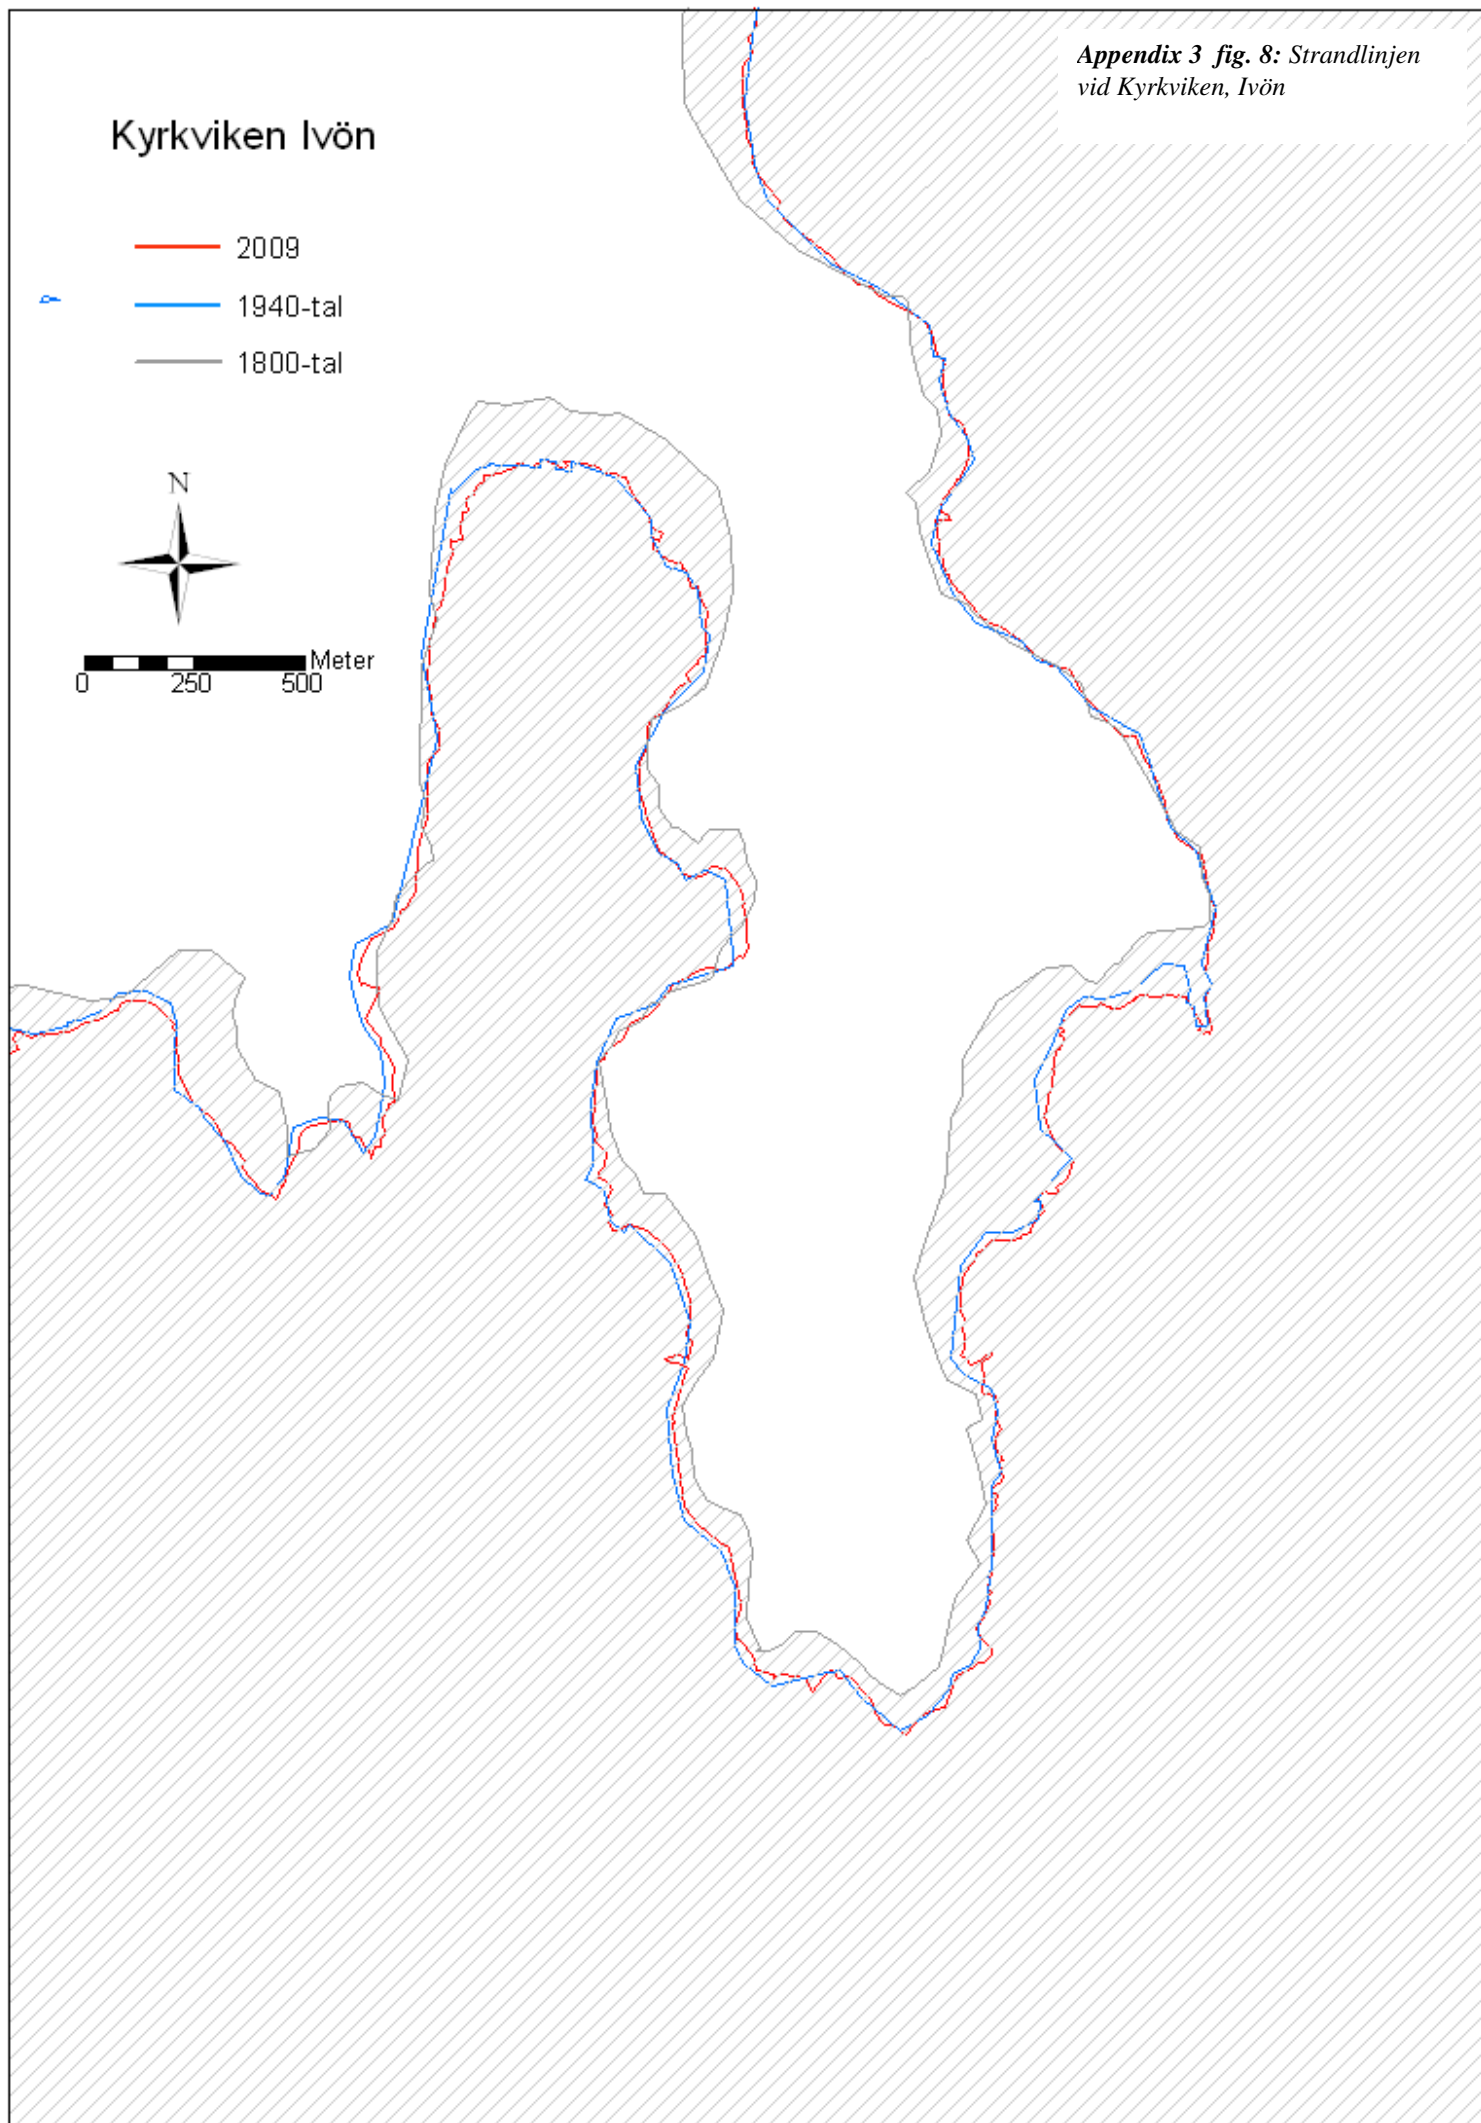 Appendix 3 fig. 8: Strandlinjen
vid Kyrkviken, Ivön
Kyrkviken Ivön
2009
1940-tal
1800-tal
N
Meter
0 250 500